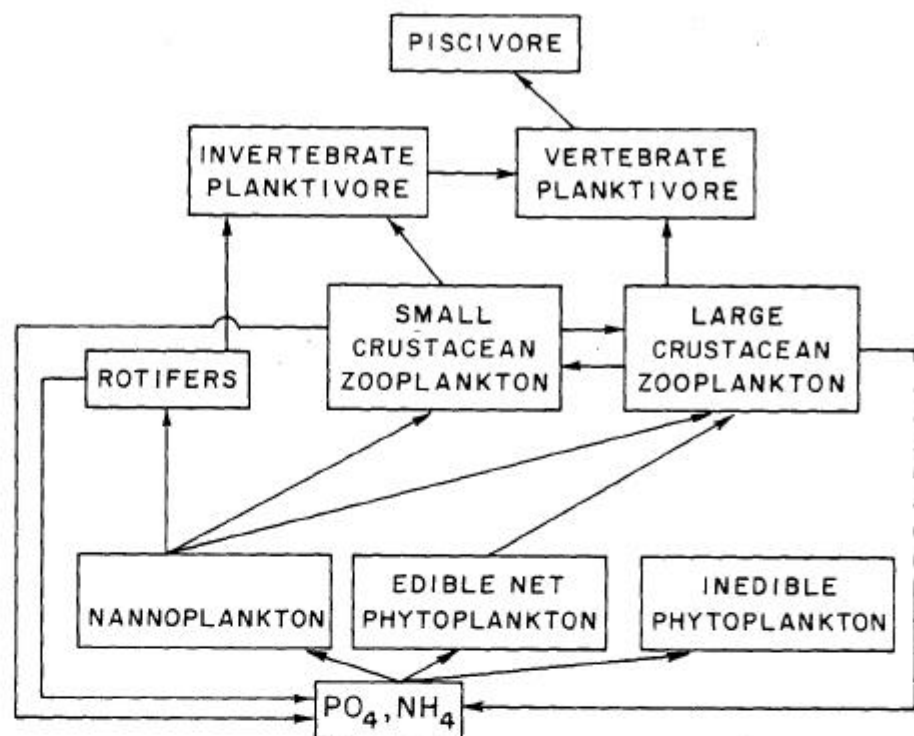 PISCIVORE
INVERTEBRATE
PLANKTIVORE
VERTEBRATE
PLANKTIVORE
SMALL
CRUSTACEAN
ZOOPLANKTON
LARGE
CRUSTACEAN
ZOOPLANKTON
ROTIFERS
NANNOPLANKTON
EDIBLE NET
PHYTOPLANKTON
INEDIBLE
PHYTOPLANKTON
PO₄, NH₄